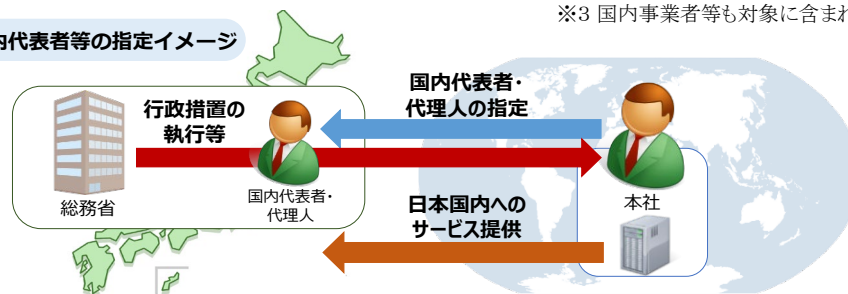 ※3 国内事業者等も対象に含まれ
内代表者等の指定イメージ
行政措置の
執行等
国内代表者・
代理人の指定
総務省
国内代表者・
代理人
本社
日本国内への
サービス提供